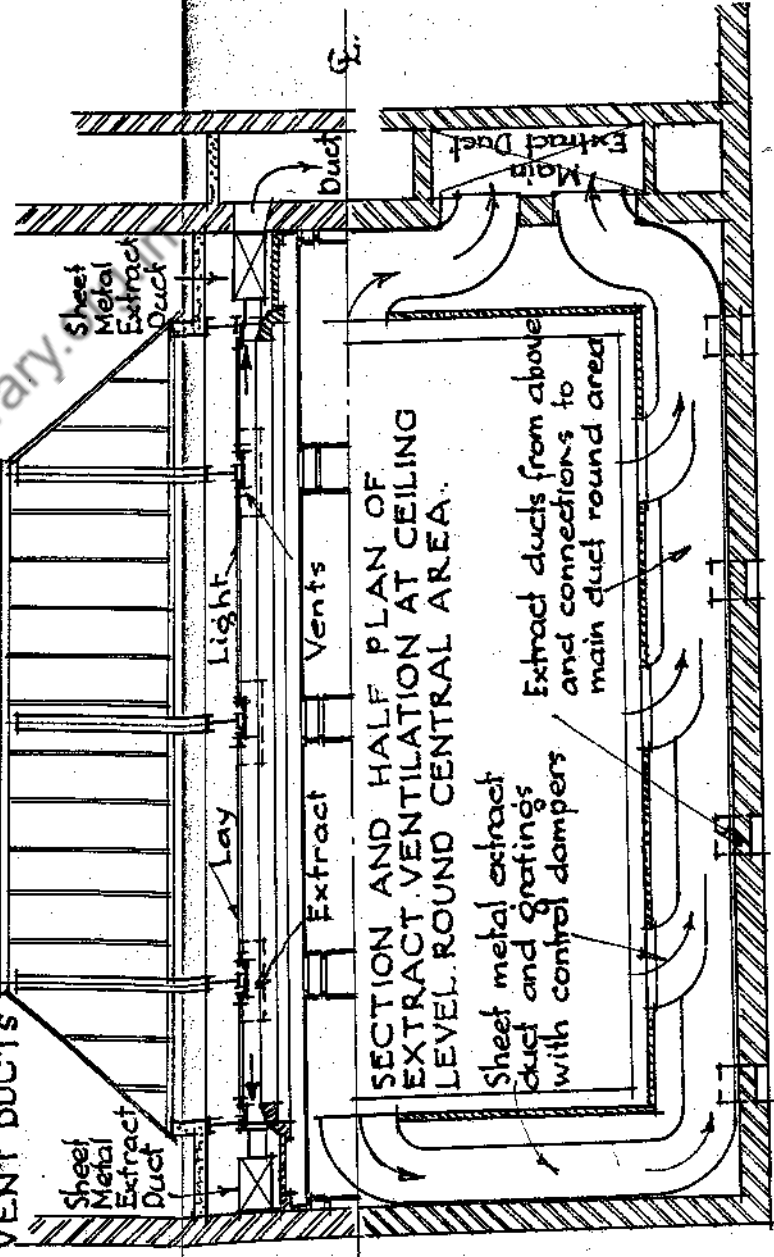 VENT DUCTS
Sheet
Metal
Extract
Duct
Lay Light
Extract Vents
Sheet
Metal
Extract
Duct
Duct
℄
SECTION AND HALF PLAN OF
EXTRACT VENTILATION AT CEILING
LEVEL ROUND CENTRAL AREA.
Sheet metal extract
duct and gratings
with control dampers
Extract ducts from above
and connections to
main duct round area
Main
Extract Duct